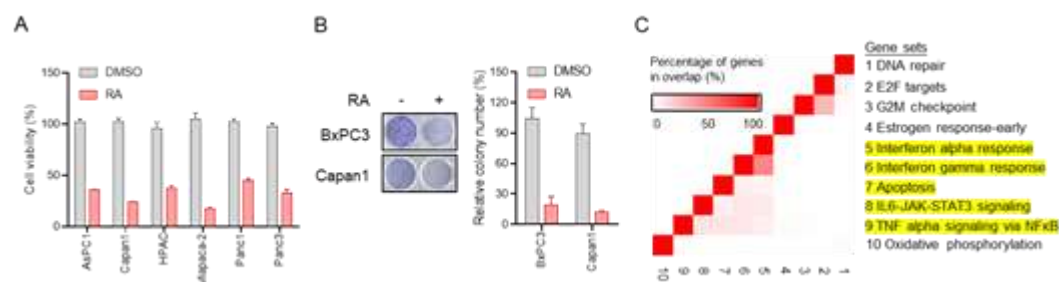 A
Cell viability (%)
150
100
50
0
DMSO
RA
AsPC1
Capan1
HPAC
Miapaca-2
Panc1
Panc3
B
RA - +
BxPC3
Capan1
Relative colony number (%)
150
120
90
60
30
0
DMSO
RA
BxPC3
Capan1
C
Percentage of genes
in overlap (%)
0 50 100
Gene sets
1 DNA repair
2 E2F targets
3 G2M checkpoint
4 Estrogen response-early
5 Interferon alpha response
6 Interferon gamma response
7 Apoptosis
8 IL6-JAK-STAT3 signaling
9 TNF alpha signaling via NFκB
10 Oxidative phosphorylation
10 9 8 7 6 5 4 3 2 1